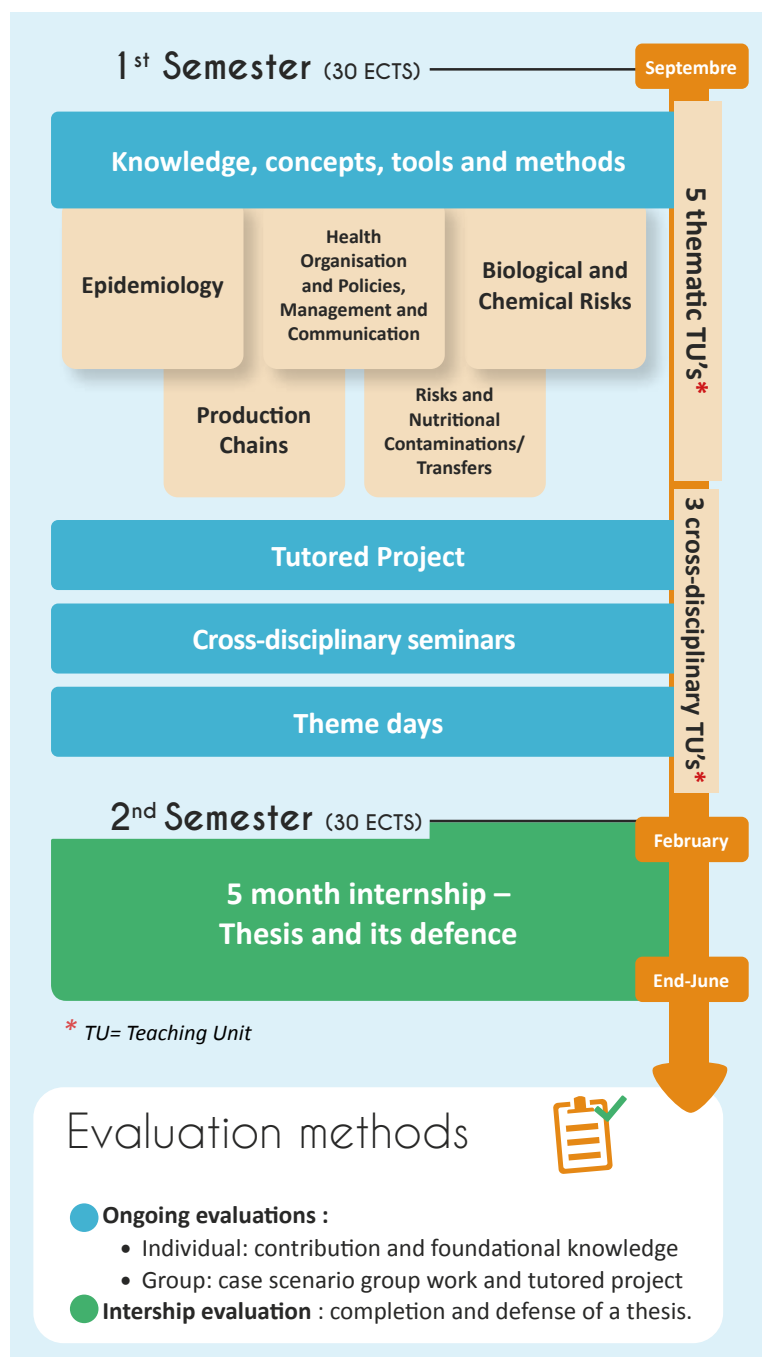 1st Semester (30 ECTS)
Septembre
Knowledge, concepts, tools and methods
5 thematic TU's*
Epidemiology
Health
Organisation
and Policies,
Management and
Communication
Biological and
Chemical Risks
Production
Chains
Risks and
Nutritional
Contaminations/
Transfers
3 cross-disciplinary TU's*
Tutored Project
Cross-disciplinary seminars
Theme days
2nd Semester (30 ECTS)
February
5 month internship –
Thesis and its defence
End-June
* TU= Teaching Unit
Evaluation methods
Ongoing evaluations :
• Individual: contribution and foundational knowledge
• Group: case scenario group work and tutored project
Intership evaluation : completion and defense of a thesis.